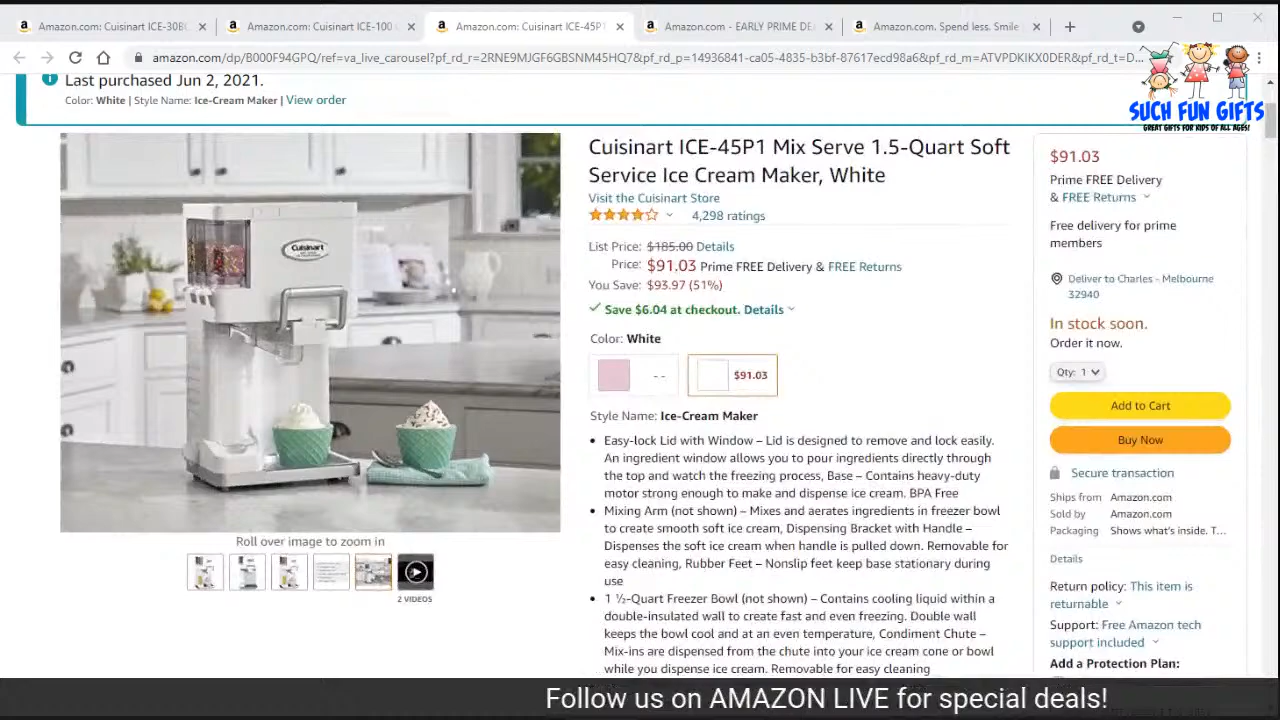 Amazon.com: Cuisinart ICE-30B
Amazon.com: Cuisinart ICE-100
Amazon.com: Cuisinart ICE-45P1
Amazon.com - EARLY PRIME DE
Amazon.com. Spend less. Smile
amazon.com/dp/B000F94GPQ/ref=va_live_carousel?pf_rd_r=2RNE9MJGF6GBSNM45HQ7&pf_rd_p=14936841-ca05-4835-b3bf-87617ecd98a6&pf_rd_m=ATVPDKIKX0DER&pf_rd_t=D...
SUCH FUN GIFTS
GREAT GIFTS FOR KIDS OF ALL AGES!
Last purchased Jun 2, 2021.
Color: White | Style Name: Ice-Cream Maker | View order
Cuisinart
Roll over image to zoom in
2 VIDEOS
Cuisinart ICE-45P1 Mix Serve 1.5-Quart Soft
Service Ice Cream Maker, White
Visit the Cuisinart Store
4,298 ratings
List Price: $185.00 Details
Price: $91.03 Prime FREE Delivery & FREE Returns
You Save: $93.97 (51%)
Save $6.04 at checkout. Details
Color: White
--
$91.03
Style Name: Ice-Cream Maker
• Easy-lock Lid with Window – Lid is designed to remove and lock easily.
An ingredient window allows you to pour ingredients directly through
the top and watch the freezing process, Base – Contains heavy-duty
motor strong enough to make and dispense ice cream. BPA Free
• Mixing Arm (not shown) – Mixes and aerates ingredients in freezer bowl
to create smooth soft ice cream, Dispensing Bracket with Handle –
Dispenses the soft ice cream when handle is pulled down. Removable for
easy cleaning, Rubber Feet – Nonslip feet keep base stationary during
use
• 1 ½-Quart Freezer Bowl (not shown) – Contains cooling liquid within a
double-insulated wall to create fast and even freezing. Double wall
keeps the bowl cool and at an even temperature, Condiment Chute –
Mix-ins are dispensed from the chute into your ice cream cone or bowl
while you dispense ice cream. Removable for easy cleaning
$91.03
Prime FREE Delivery
& FREE Returns
Free delivery for prime
members
Deliver to Charles - Melbourne
32940
In stock soon.
Order it now.
Qty: 1
Add to Cart
Buy Now
Secure transaction
Ships from Amazon.com
Sold by Amazon.com
Packaging Shows what's inside. T...
Details
Return policy: This item is
returnable
Support: Free Amazon tech
support included
Add a Protection Plan:
Follow us on AMAZON LIVE for special deals!